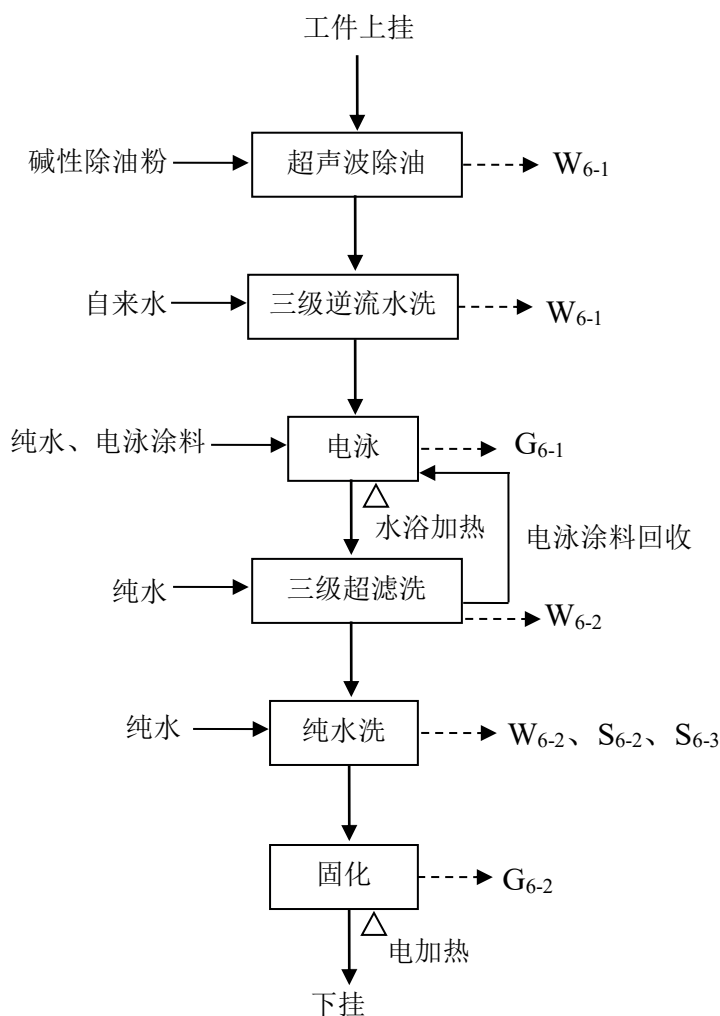 工件上挂
碱性除油粉
超声波除油
W6-1
自来水
三级逆流水洗
W6-1
纯水、电泳涂料
电泳
G6-1
水浴加热
电泳涂料回收
纯水
三级超滤洗
W6-2
纯水
纯水洗
W6-2、S6-2、S6-3
固化
G6-2
电加热
下挂